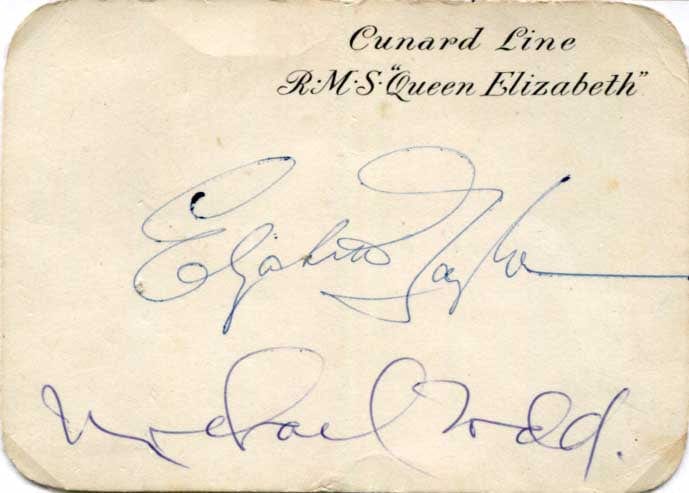 Cunard Line
R·M·S· "Queen Elizabeth"
Elizabeth Taylor
Michael Todd.